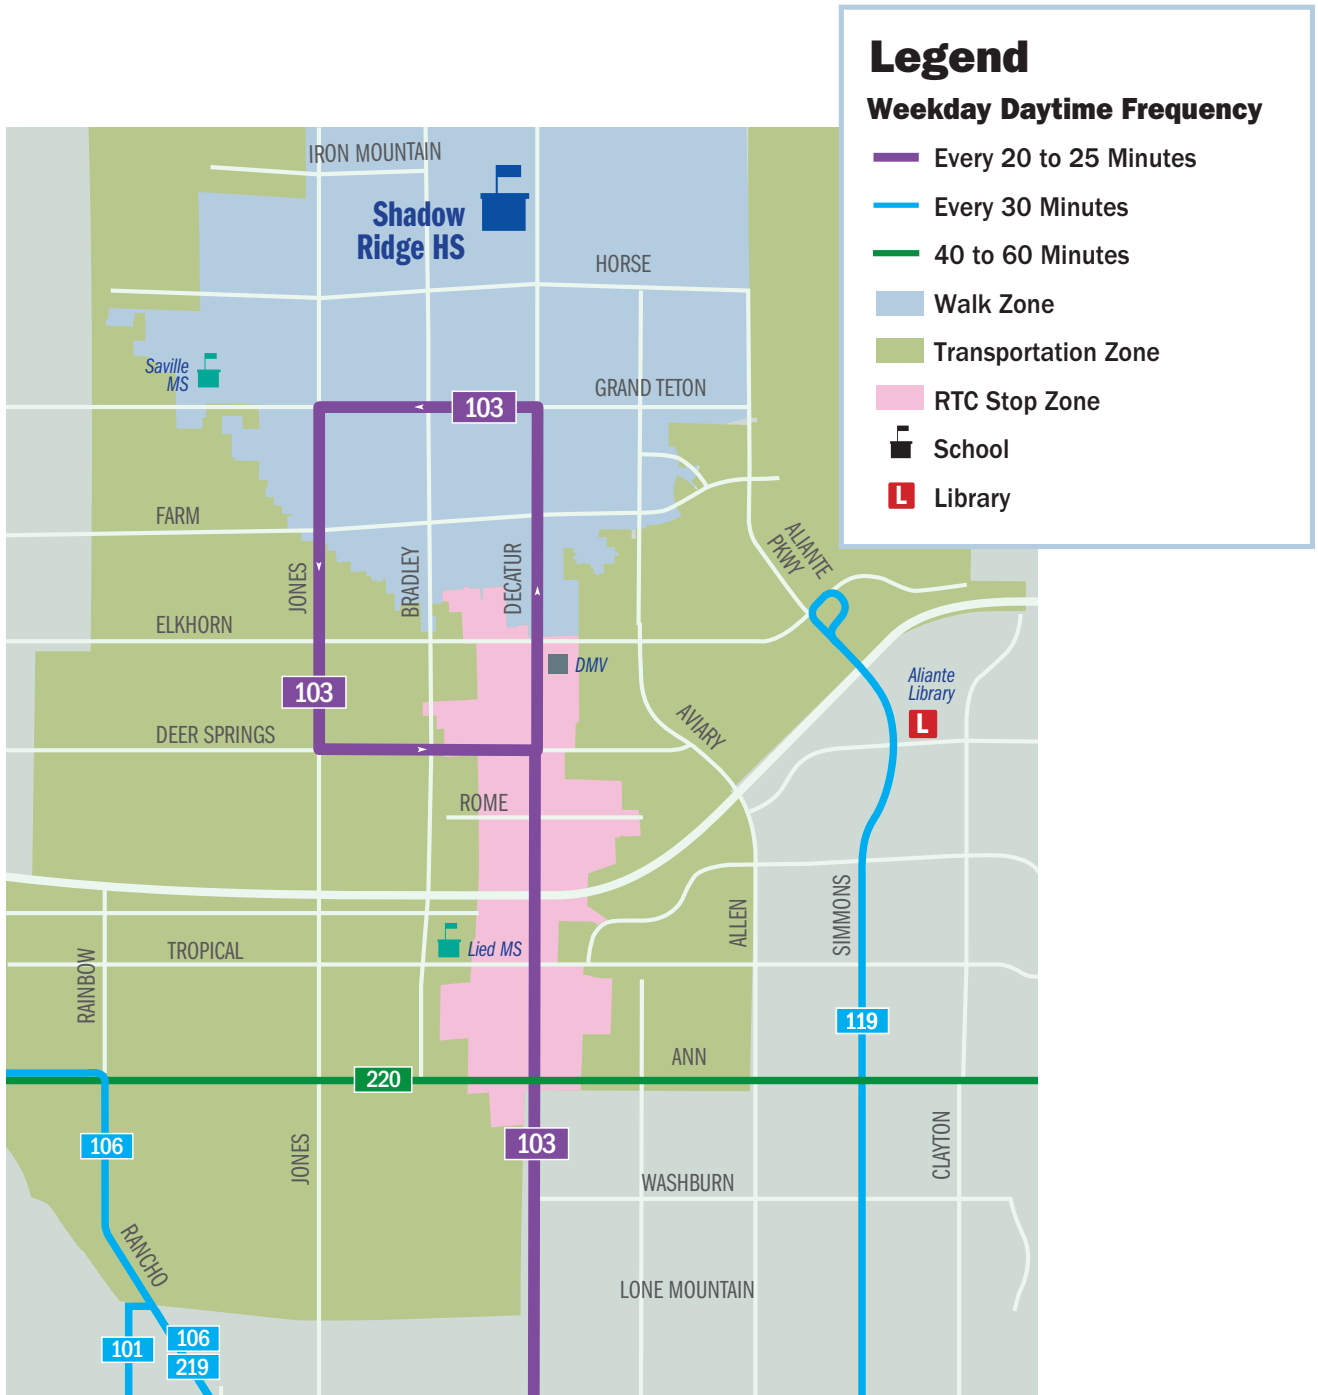 Legend
Weekday Daytime Frequency
Every 20 to 25 Minutes
Every 30 Minutes
40 to 60 Minutes
Walk Zone
Transportation Zone
RTC Stop Zone
School
L Library
IRON MOUNTAIN
Shadow
Ridge HS
HORSE
Saville
MS
GRAND TETON
103
FARM
ALIANTE
PKWY
JONES
BRADLEY
DECATUR
ELKHORN
DMV
Aliante
Library
L
103
AVIARY
DEER SPRINGS
ROME
SIMMONS
ALLEN
TROPICAL
Lied MS
RAINBOW
119
ANN
220
106
103
JONES
CLAYTON
WASHBURN
RANCHO
LONE MOUNTAIN
101
106
219